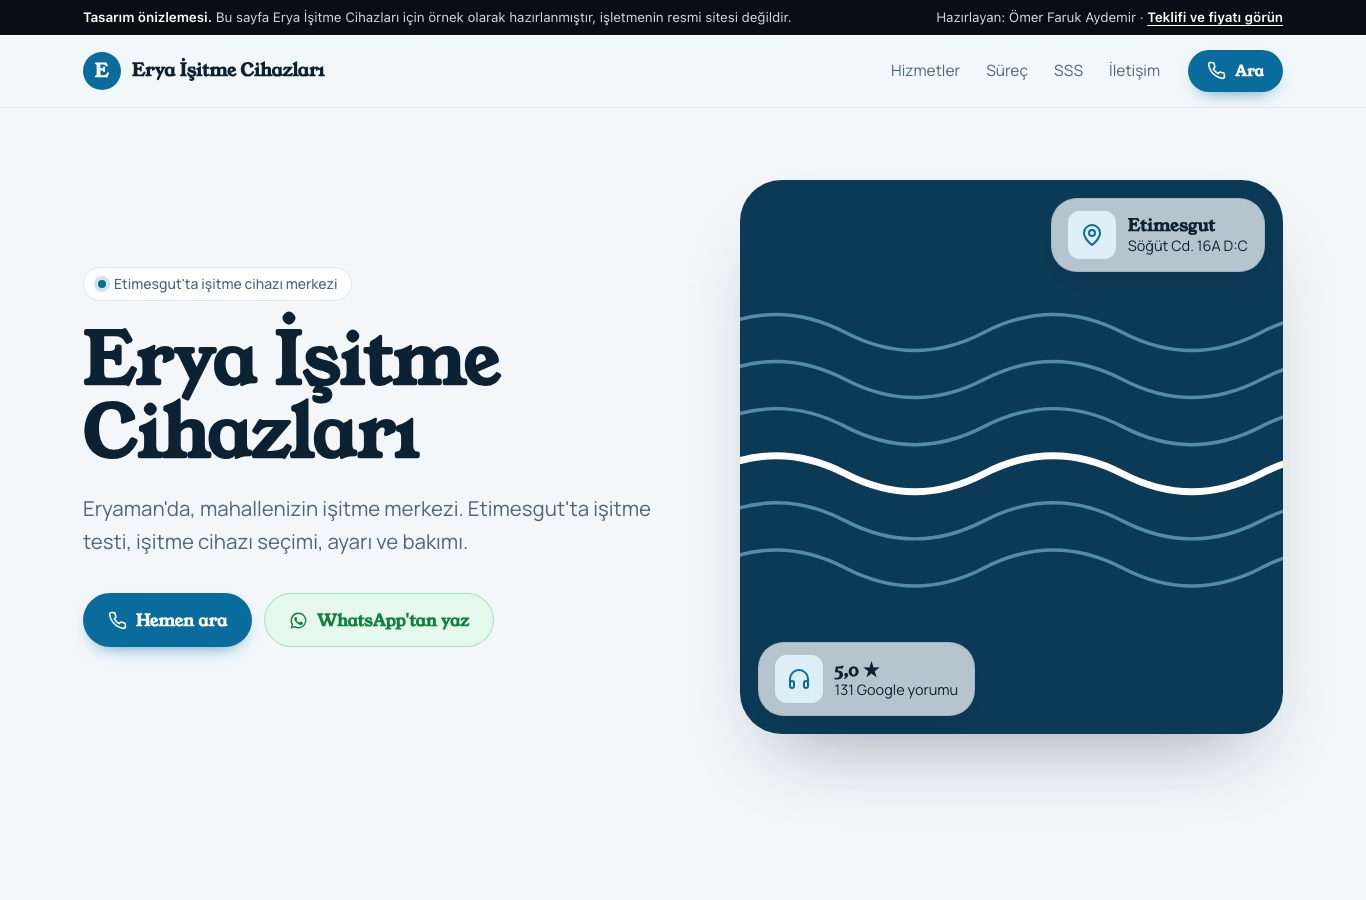 Tasarım önizlemesi. Bu sayfa Erya İşitme Cihazları için örnek olarak hazırlanmıştır, işletmenin resmi sitesi değildir.
Hazırlayan: Ömer Faruk Aydemir · Teklifi ve fiyatı görün
E Erya İşitme Cihazları
Hizmetler Süreç SSS İletişim Ara
Etimesgut'ta işitme cihazı merkezi
Erya İşitme
Cihazları
Eryaman'da, mahallenizin işitme merkezi. Etimesgut'ta işitme
testi, işitme cihazı seçimi, ayarı ve bakımı.
Hemen ara
WhatsApp'tan yaz
Etimesgut
Söğüt Cd. 16A D:C
5,0 ★
131 Google yorumu